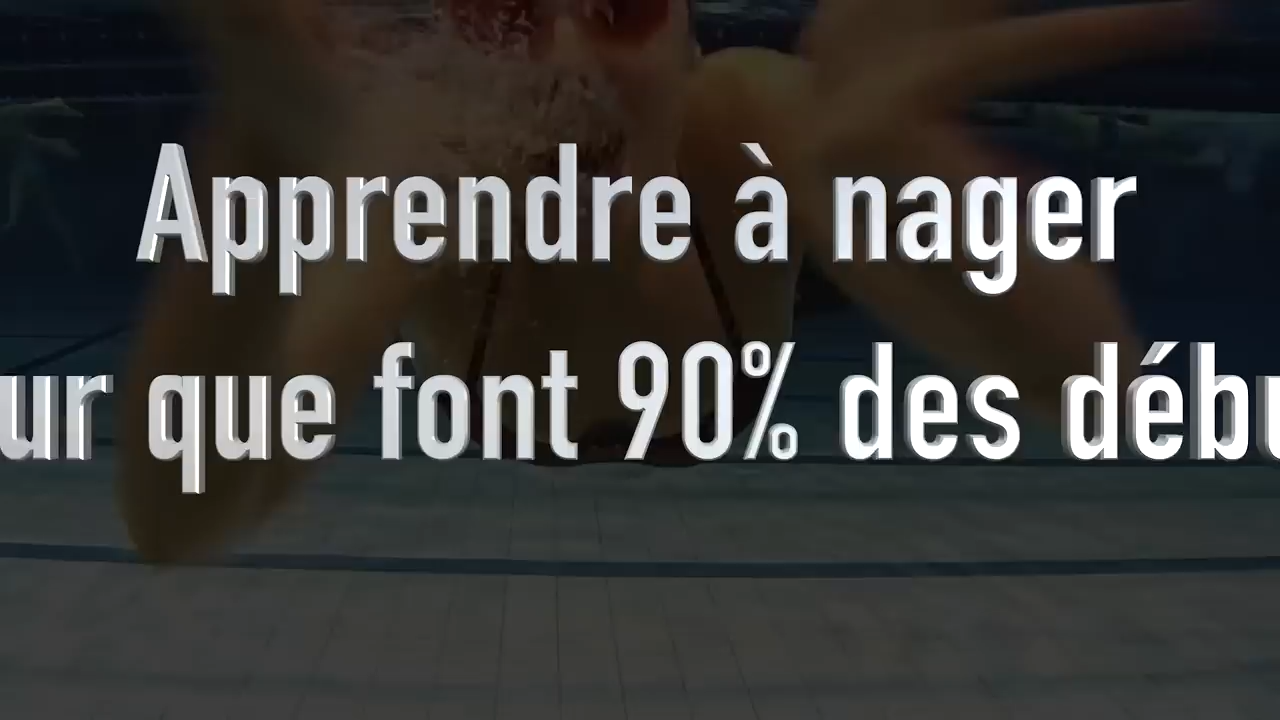 Apprendre à nager
que font 90% des